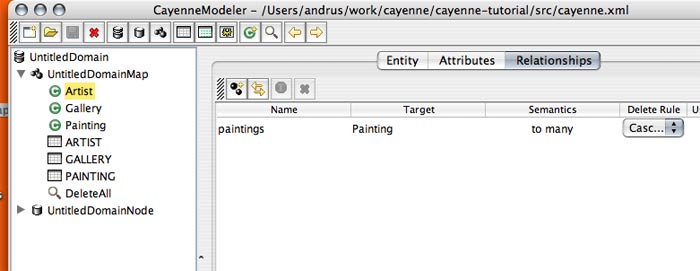 CayenneModeler – /Users/andrus/work/cayenne/cayenne-tutorial/src/cayenne.xml
UntitledDomain
UntitledDomainMap
Artist
Gallery
Painting
ARTIST
GALLERY
PAINTING
DeleteAll
UntitledDomainNode
Entity Attributes Relationships
Name Target Semantics Delete Rule U
paintings Painting to many Casc...